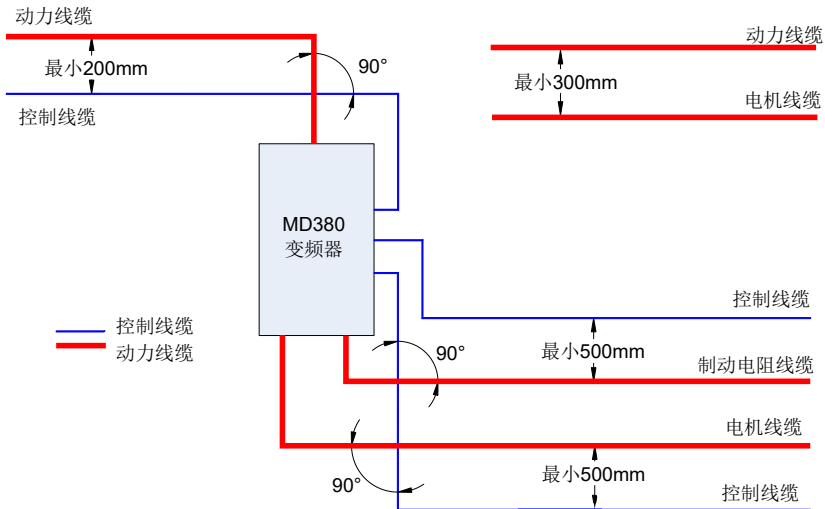 动力线缆
最小200mm
90°
控制线缆
动力线缆
最小300mm
电机线缆
MD380
变频器
控制线缆
最小500mm
制动电阻线缆
90°
控制线缆
动力线缆
电机线缆
90°
最小500mm
控制线缆